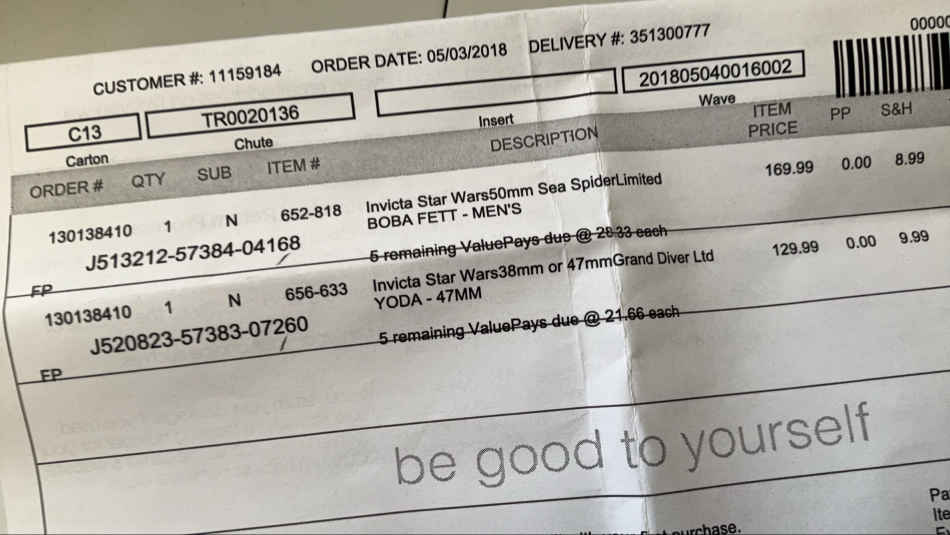 00000
CUSTOMER #: 11159184 ORDER DATE: 05/03/2018 DELIVERY #: 351300777
C13 TR0020136 201805040016002
Carton Chute Insert Wave
ORDER # QTY SUB ITEM # DESCRIPTION ITEM PRICE PP S&H
130138410 1 N 652-818 Invicta Star Wars50mm Sea SpiderLimited 169.99 0.00 8.99
BOBA FETT - MEN'S
J513212-57384-04168
5 remaining ValuePays due @ 28.33 each
FP
130138410 1 N 656-633 Invicta Star Wars38mm or 47mmGrand Diver Ltd 129.99 0.00 9.99
YODA - 47MM
J520823-57383-07260
5 remaining ValuePays due @ 21.66 each
FP
be good to yourself
purchase.
Pa
Ite